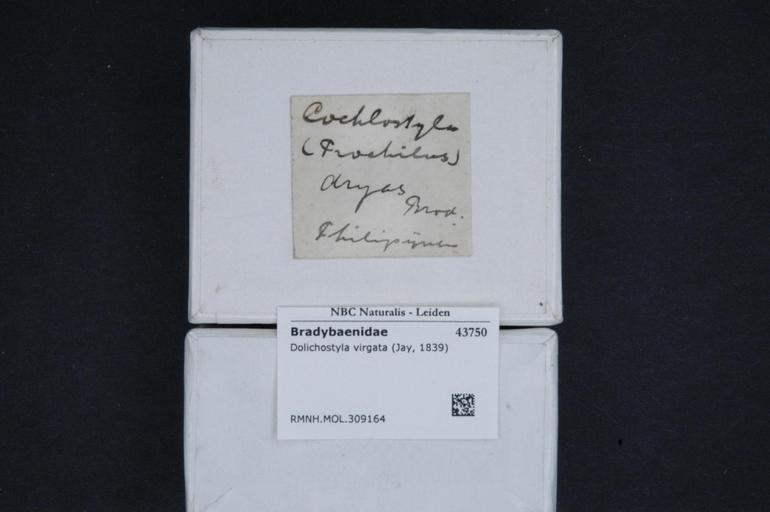 Cochlostyla
(Trochilus)
dryas
Brod.
Philippinen
NBC Naturalis - Leiden
Bradybaenidae 43750
Dolichostyla virgata (Jay, 1839)
RMNH.MOL.309164